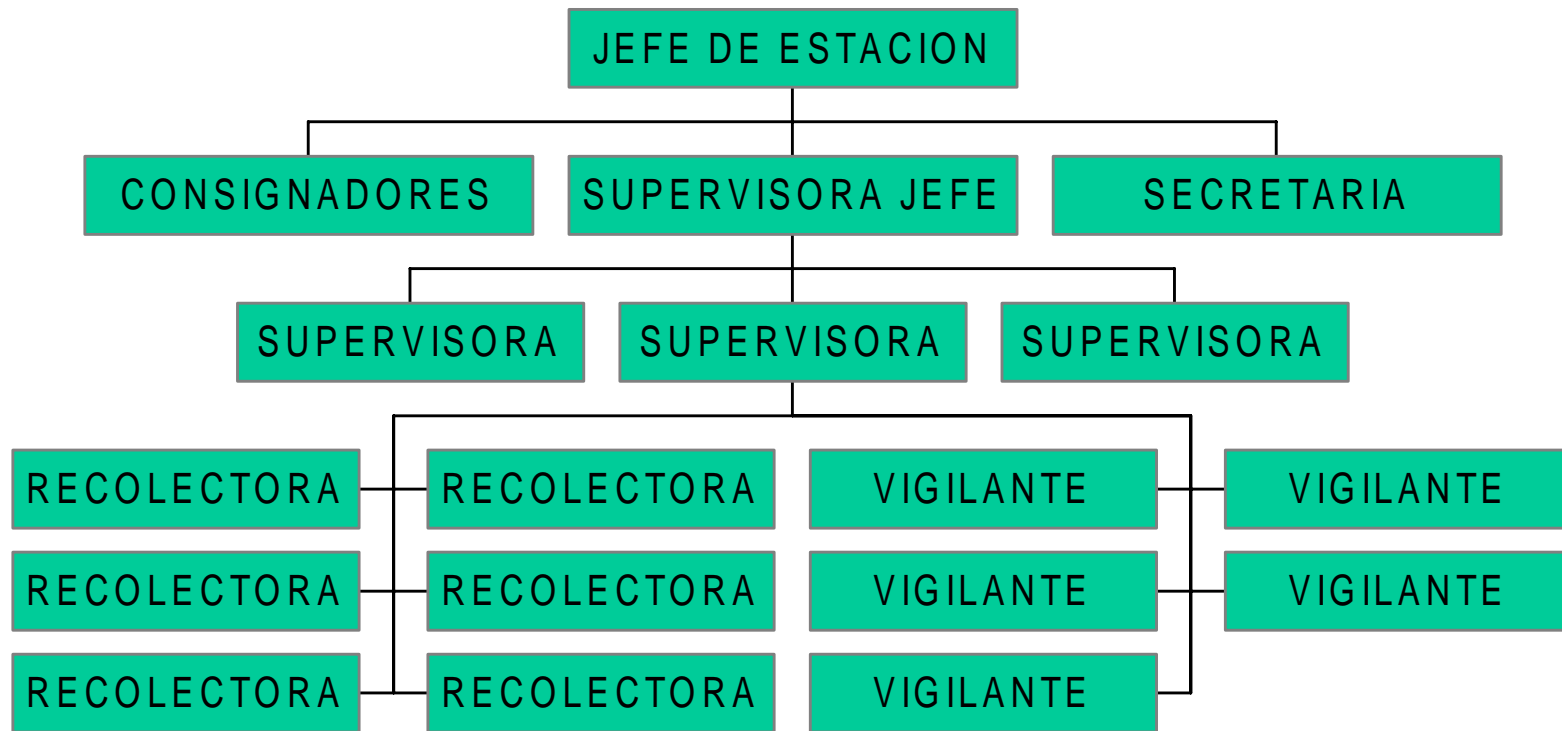 JEFE DE ESTACION
CONSIGNADORES
SUPERVISORA JEFE
SECRETARIA
SUPERVISORA
SUPERVISORA
SUPERVISORA
RECOLECTORA
RECOLECTORA
VIGILANTE
VIGILANTE
RECOLECTORA
RECOLECTORA
VIGILANTE
VIGILANTE
RECOLECTORA
RECOLECTORA
VIGILANTE